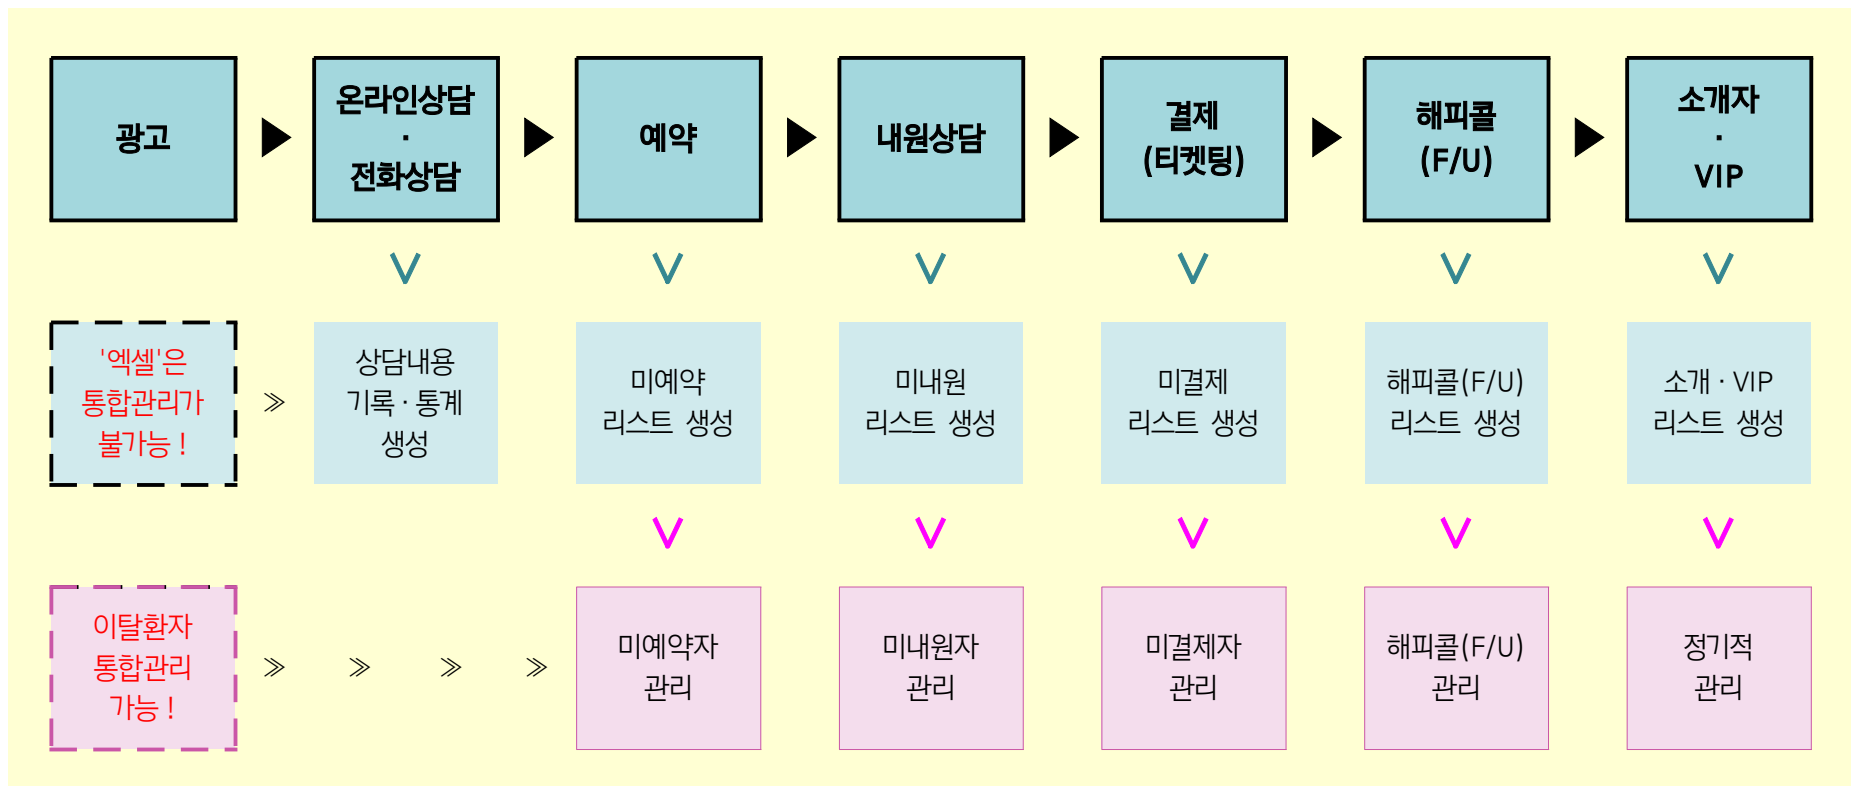 광고
온라인상담
·
전화상담
예약
내원상담
결제
(티켓팅)
해피콜
(F/U)
소개자
·
VIP
'엑셀'은
통합관리가
불가능 !
상담내용
기록 · 통계
생성
미예약
리스트 생성
미내원
리스트 생성
미결제
리스트 생성
해피콜(F/U)
리스트 생성
소개 · VIP
리스트 생성
이탈환자
통합관리
가능 !
미예약자
관리
미내원자
관리
미결제자
관리
해피콜(F/U)
관리
정기적
관리